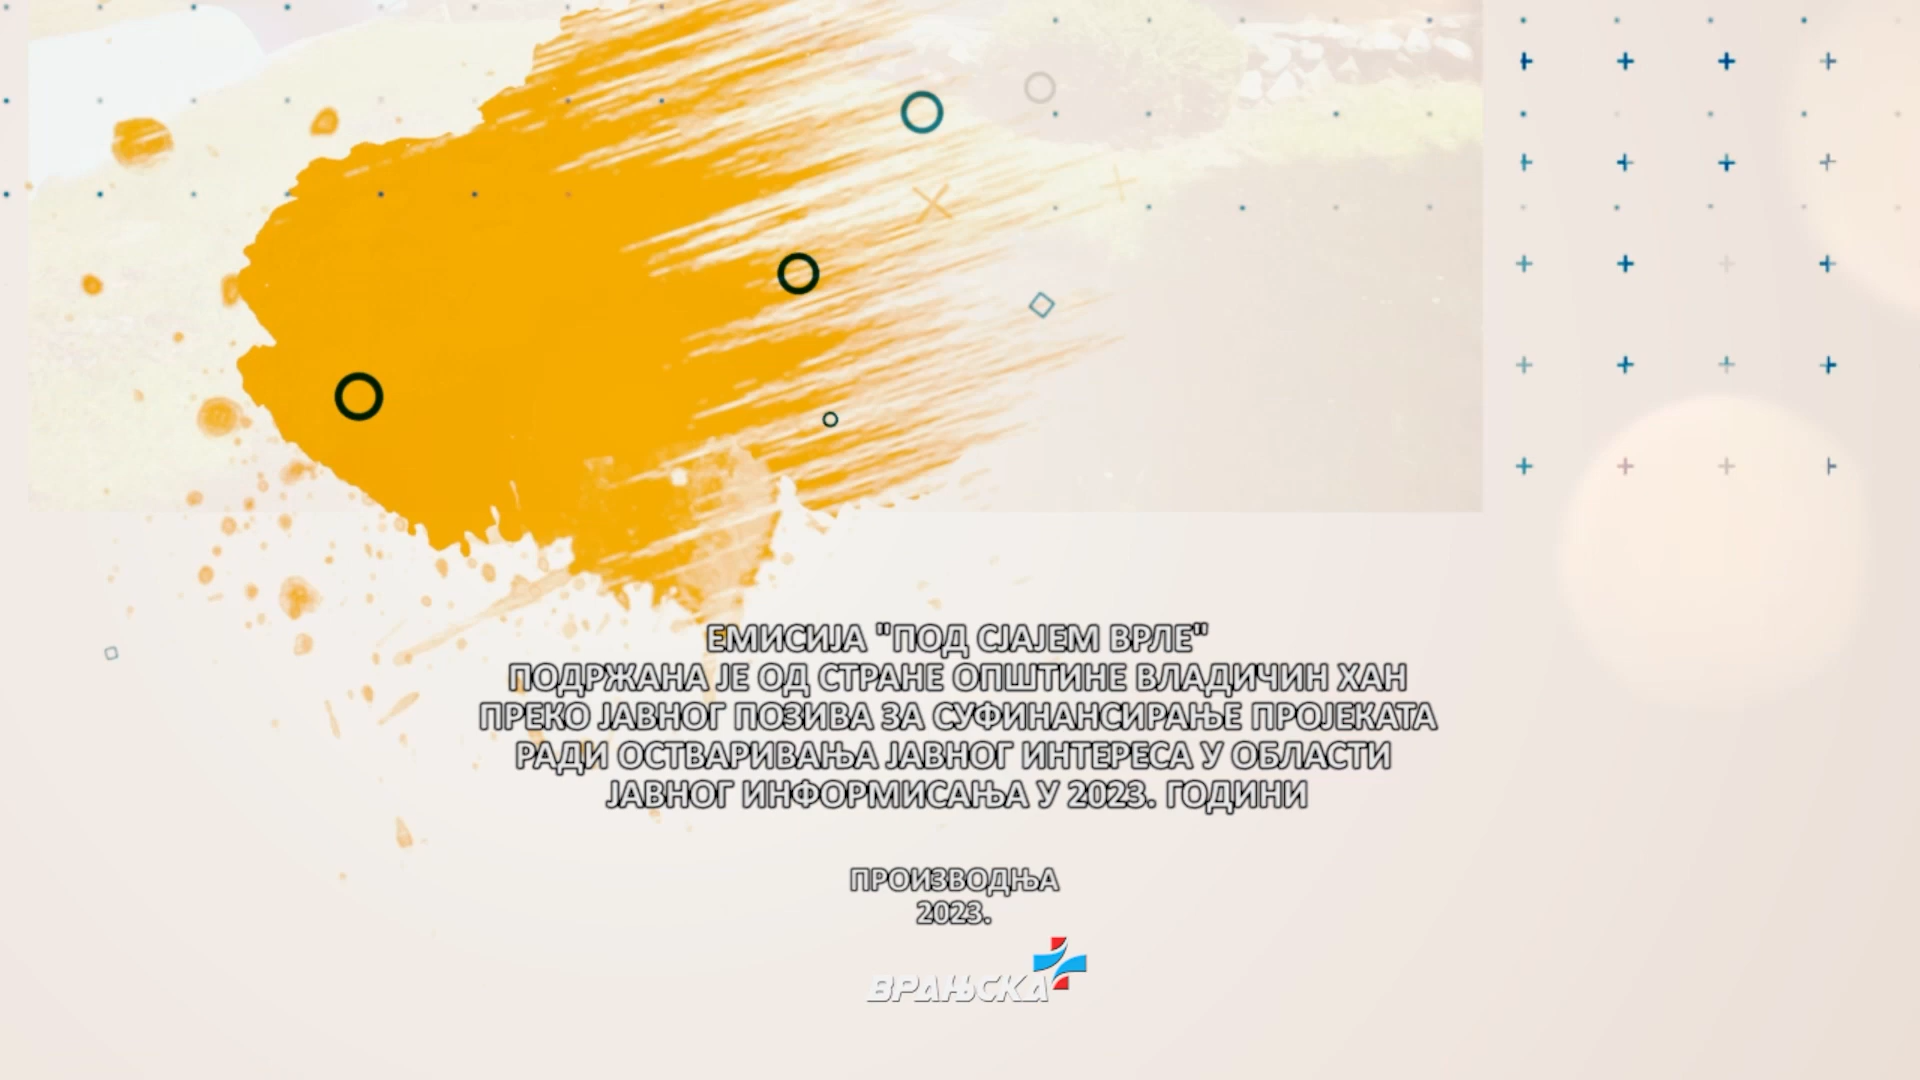 ЕМИСИЈА "ПОД СЈАЈЕМ ВРЛЕ"
ПОДРЖАНА ЈЕ ОД СТРАНЕ ОПШТИНЕ ВЛАДИЧИН ХАН
ПРЕКО ЈАВНОГ ПОЗИВА ЗА СУФИНАНСИРАЊЕ ПРОЈЕКАТА
РАДИ ОСТВАРИВАЊА ЈАВНОГ ИНТЕРЕСА У ОБЛАСТИ
ЈАВНОГ ИНФОРМИСАЊА У 2023. ГОДИНИ
ПРОИЗВОДЊА
2023.
ВРАЊСКА